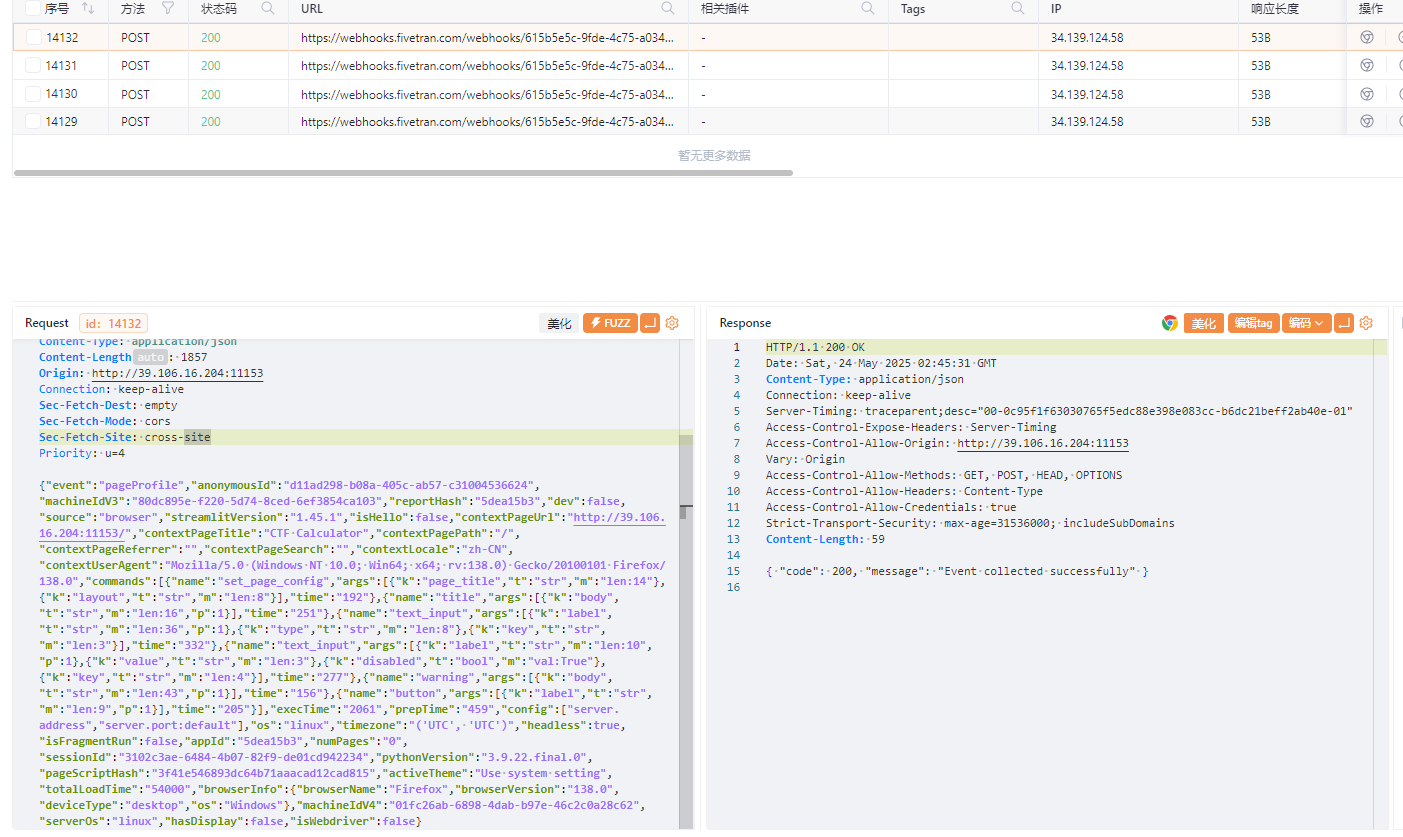 序号 方法 状态码 URL 相关插件 Tags IP 响应长度 操作
14132 POST 200 https://webhooks.fivetran.com/webhooks/615b5e5c-9fde-4c75-a034... - 34.139.124.58 53B
14131 POST 200 https://webhooks.fivetran.com/webhooks/615b5e5c-9fde-4c75-a034... - 34.139.124.58 53B
14130 POST 200 https://webhooks.fivetran.com/webhooks/615b5e5c-9fde-4c75-a034... - 34.139.124.58 53B
14129 POST 200 https://webhooks.fivetran.com/webhooks/615b5e5c-9fde-4c75-a034... - 34.139.124.58 53B
暂无更多数据
Request id: 14132 美化 FUZZ
Content-Type: application/json
Content-Length auto : 1857
Origin: http://39.106.16.204:11153
Connection: keep-alive
Sec-Fetch-Dest: empty
Sec-Fetch-Mode: cors
Sec-Fetch-Site: cross-site
Priority: u=4
{"event":"pageProfile","anonymousId":"d11ad298-b08a-405c-ab57-c31004536624",
"machineIdV3":"80dc895e-f220-5d74-8ced-6ef3854ca103","reportHash":"5dea15b3","dev":false,
"source":"browser","streamlitVersion":"1.45.1","isHello":false,"contextPageUrl":"http://39.106.
16.204:11153/","contextPageTitle":"CTF Calculator","contextPagePath":"/",
"contextPageReferrer":"","contextPageSearch":"","contextLocale":"zh-CN",
"contextUserAgent":"Mozilla/5.0 (Windows NT 10.0; Win64; x64; rv:138.0) Gecko/20100101 Firefox/
138.0","commands":[{"name":"set_page_config","args":[{"k":"page_title","t":"str","m":"len:14"},
{"k":"layout","t":"str","m":"len:8"}],"time":"192"},{"name":"title","args":[{"k":"body",
"t":"str","m":"len:16","p":1}],"time":"251"},{"name":"text_input","args":[{"k":"label",
"t":"str","m":"len:36","p":1},{"k":"type","t":"str","m":"len:8"},{"k":"key","t":"str",
"m":"len:3"}],"time":"332"},{"name":"text_input","args":[{"k":"label","t":"str","m":"len:10",
"p":1},{"k":"value","t":"str","m":"len:3"},{"k":"disabled","t":"bool","m":"val:True"},
{"k":"key","t":"str","m":"len:4"}],"time":"277"},{"name":"warning","args":[{"k":"body",
"t":"str","m":"len:43","p":1}],"time":"156"},{"name":"button","args":[{"k":"label","t":"str",
"m":"len:9","p":1}],"time":"205"}],"execTime":"2061","prepTime":"459","config":["server.
address","server.port:default"],"os":"linux","timezone":"('UTC', 'UTC')","headless":true,
"isFragmentRun":false,"appId":"5dea15b3","numPages":"0",
"sessionId":"3102c3ae-6484-4b07-82f9-de01cd942234","pythonVersion":"3.9.22.final.0",
"pageScriptHash":"3f41e546893dc64b71aaacad12cad815","activeTheme":"Use system setting",
"totalLoadTime":"54000","browserInfo":{"browserName":"Firefox","browserVersion":"138.0",
"deviceType":"desktop","os":"Windows"},"machineIdV4":"01fc26ab-6898-4dab-b97e-46c2c0a28c62",
"serverOs":"linux","hasDisplay":false,"isWebdriver":false}
Response 美化 编辑tag 编码
1 HTTP/1.1 200 OK
2 Date: Sat, 24 May 2025 02:45:31 GMT
3 Content-Type: application/json
4 Connection: keep-alive
5 Server-Timing: traceparent;desc="00-0c95f1f63030765f5edc88e398e083cc-b6dc21beff2ab40e-01"
6 Access-Control-Expose-Headers: Server-Timing
7 Access-Control-Allow-Origin: http://39.106.16.204:11153
8 Vary: Origin
9 Access-Control-Allow-Methods: GET, POST, HEAD, OPTIONS
10 Access-Control-Allow-Headers: Content-Type
11 Access-Control-Allow-Credentials: true
12 Strict-Transport-Security: max-age=31536000; includeSubDomains
13 Content-Length: 59
14
15 { "code": 200, "message": "Event collected successfully" }
16